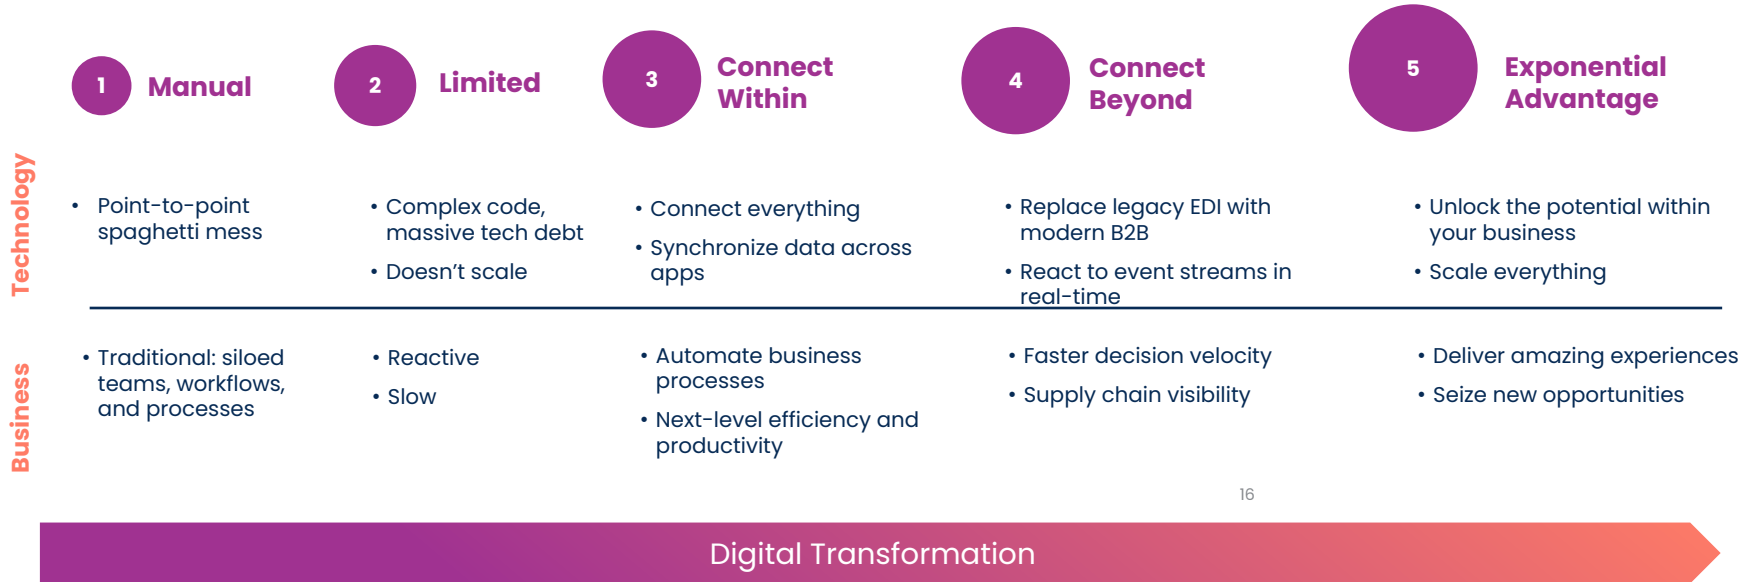 1
Manual
2
Limited
3
Connect
Within
4
Connect
Beyond
5
Exponential
Advantage
Technology
• Point-to-point
spaghetti mess
• Complex code,
massive tech debt
• Doesn’t scale
• Connect everything
• Synchronize data across
apps
• Replace legacy EDI with
modern B2B
• React to event streams in
real-time
• Unlock the potential within
your business
• Scale everything
Business
• Traditional: siloed
teams, workflows,
and processes
• Reactive
• Slow
• Automate business
processes
• Next-level efficiency and
productivity
• Faster decision velocity
• Supply chain visibility
• Deliver amazing experiences
• Seize new opportunities
16
Digital Transformation